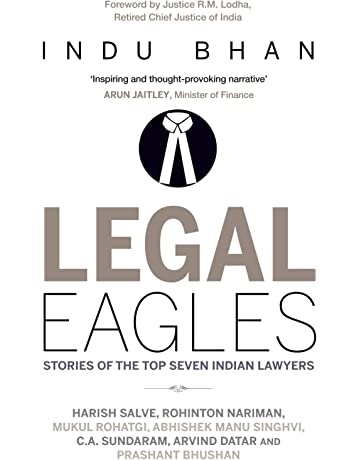 Foreword by Justice R.M. Lodha,
Retired Chief Justice of India
INDU BHAN
'Inspiring and thought-provoking narrative'
ARUN JAITLEY, Minister of Finance
LEGAL
EAGLES
STORIES OF THE TOP SEVEN INDIAN LAWYERS
HARISH SALVE, ROHINTON NARIMAN,
MUKUL ROHATGI, ABHISHEK MANU SINGHVI,
C.A. SUNDARAM, ARVIND DATAR AND
PRASHANT BHUSHAN